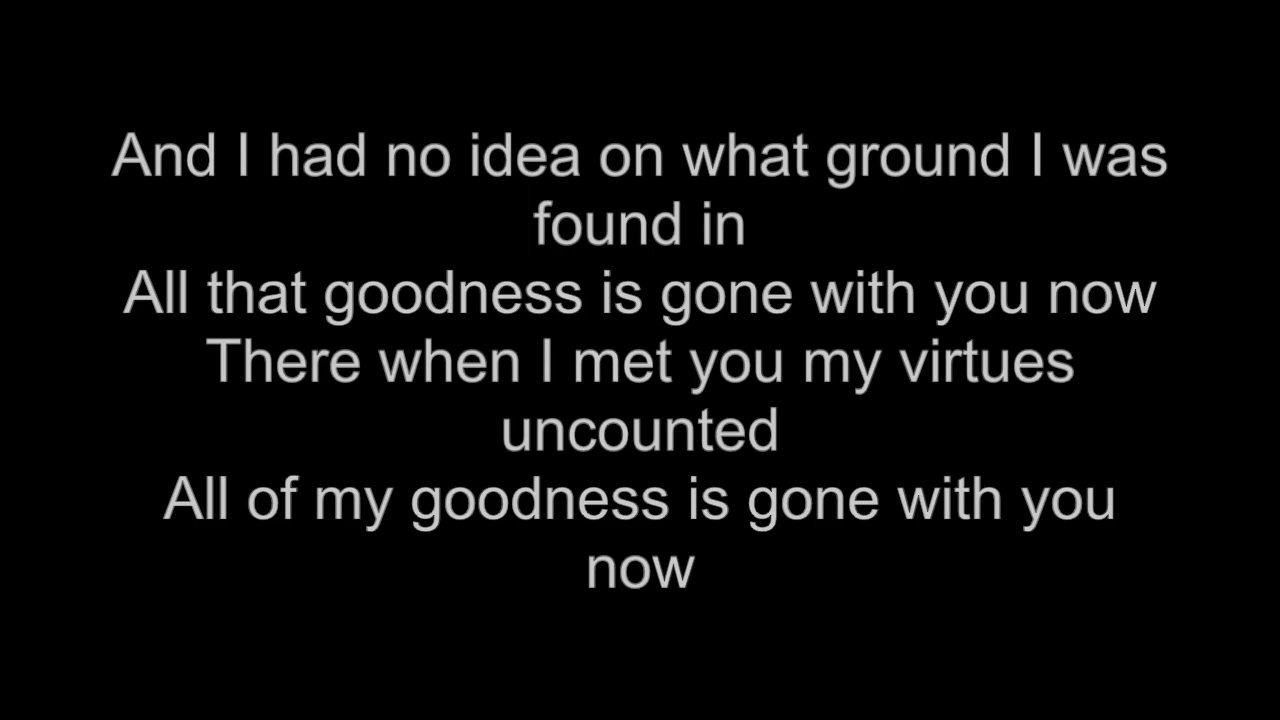 And I had no idea on what ground I was
found in
All that goodness is gone with you now
There when I met you my virtues
uncounted
All of my goodness is gone with you
now